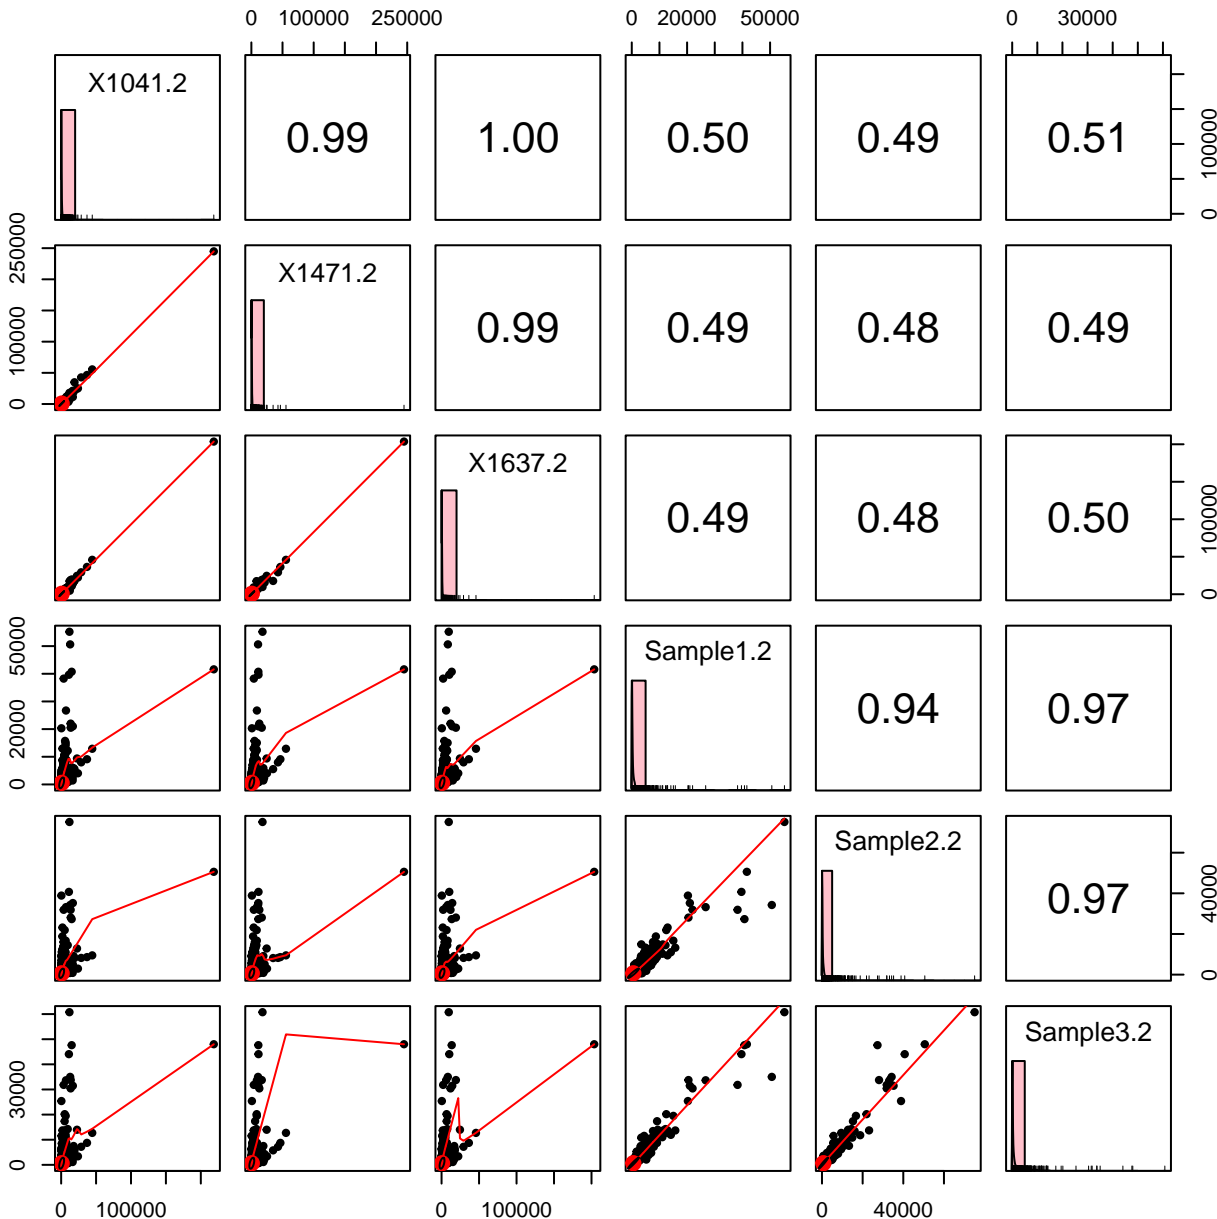 0 100000 250000 0 20000 50000 0 30000
X1041.2 0.99 1.00 0.50 0.49 0.51
0 100000
X1471.2 0.99 0.49 0.48 0.49
0 100000 250000
X1637.2 0.49 0.48 0.50
0 100000
Sample1.2 0.94 0.97
0 20000 50000
Sample2.2 0.97
0 40000
Sample3.2
0 30000
0 100000 0 100000 0 40000